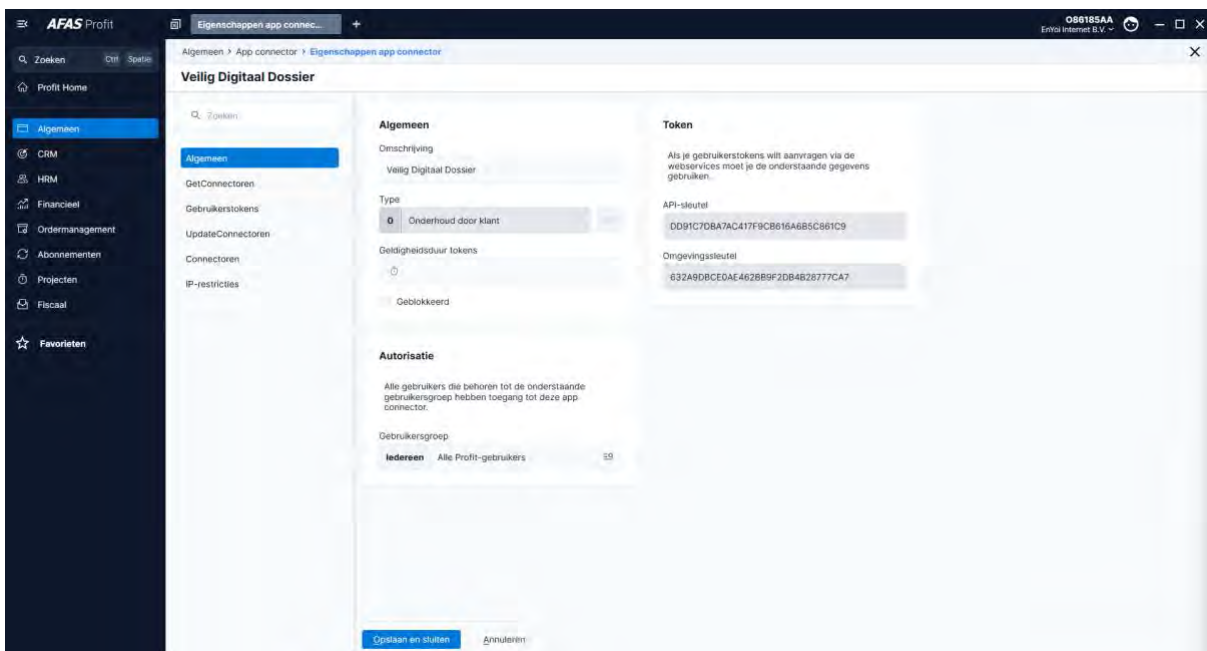 AFAS Profit
Eigenschappen app connec...
+
O86185AA
EnYoi Internet B.V.
Zoeken Ctrl Spatie
Algemeen > App connector > Eigenschappen app connector
Profit Home
Veilig Digitaal Dossier
Algemeen
CRM
HRM
Financieel
Ordermanagement
Abonnementen
Projecten
Fiscaal
Favorieten
Zoeken
Algemeen
GetConnectoren
Gebruikerstokens
UpdateConnectoren
Connectoren
IP-restricties
Algemeen
Omschrijving
Veilig Digitaal Dossier
Type
0 Onderhoud door klant
Geldigheidsduur tokens
Geblokkeerd
Autorisatie
Alle gebruikers die behoren tot de onderstaande
gebruikersgroep hebben toegang tot deze app
connector.
Gebruikersgroep
Iedereen Alle Profit-gebruikers
Token
Als je gebruikerstokens wilt aanvragen via de
webservices moet je de onderstaande gegevens
gebruiken.
API-sleutel
DD91C7DBA7AC417F9CB616A6B5C861C9
Omgevingssleutel
632A9DBCE0AE462BB9F2DB4B28777CA7
Opslaan en sluiten
Annuleren